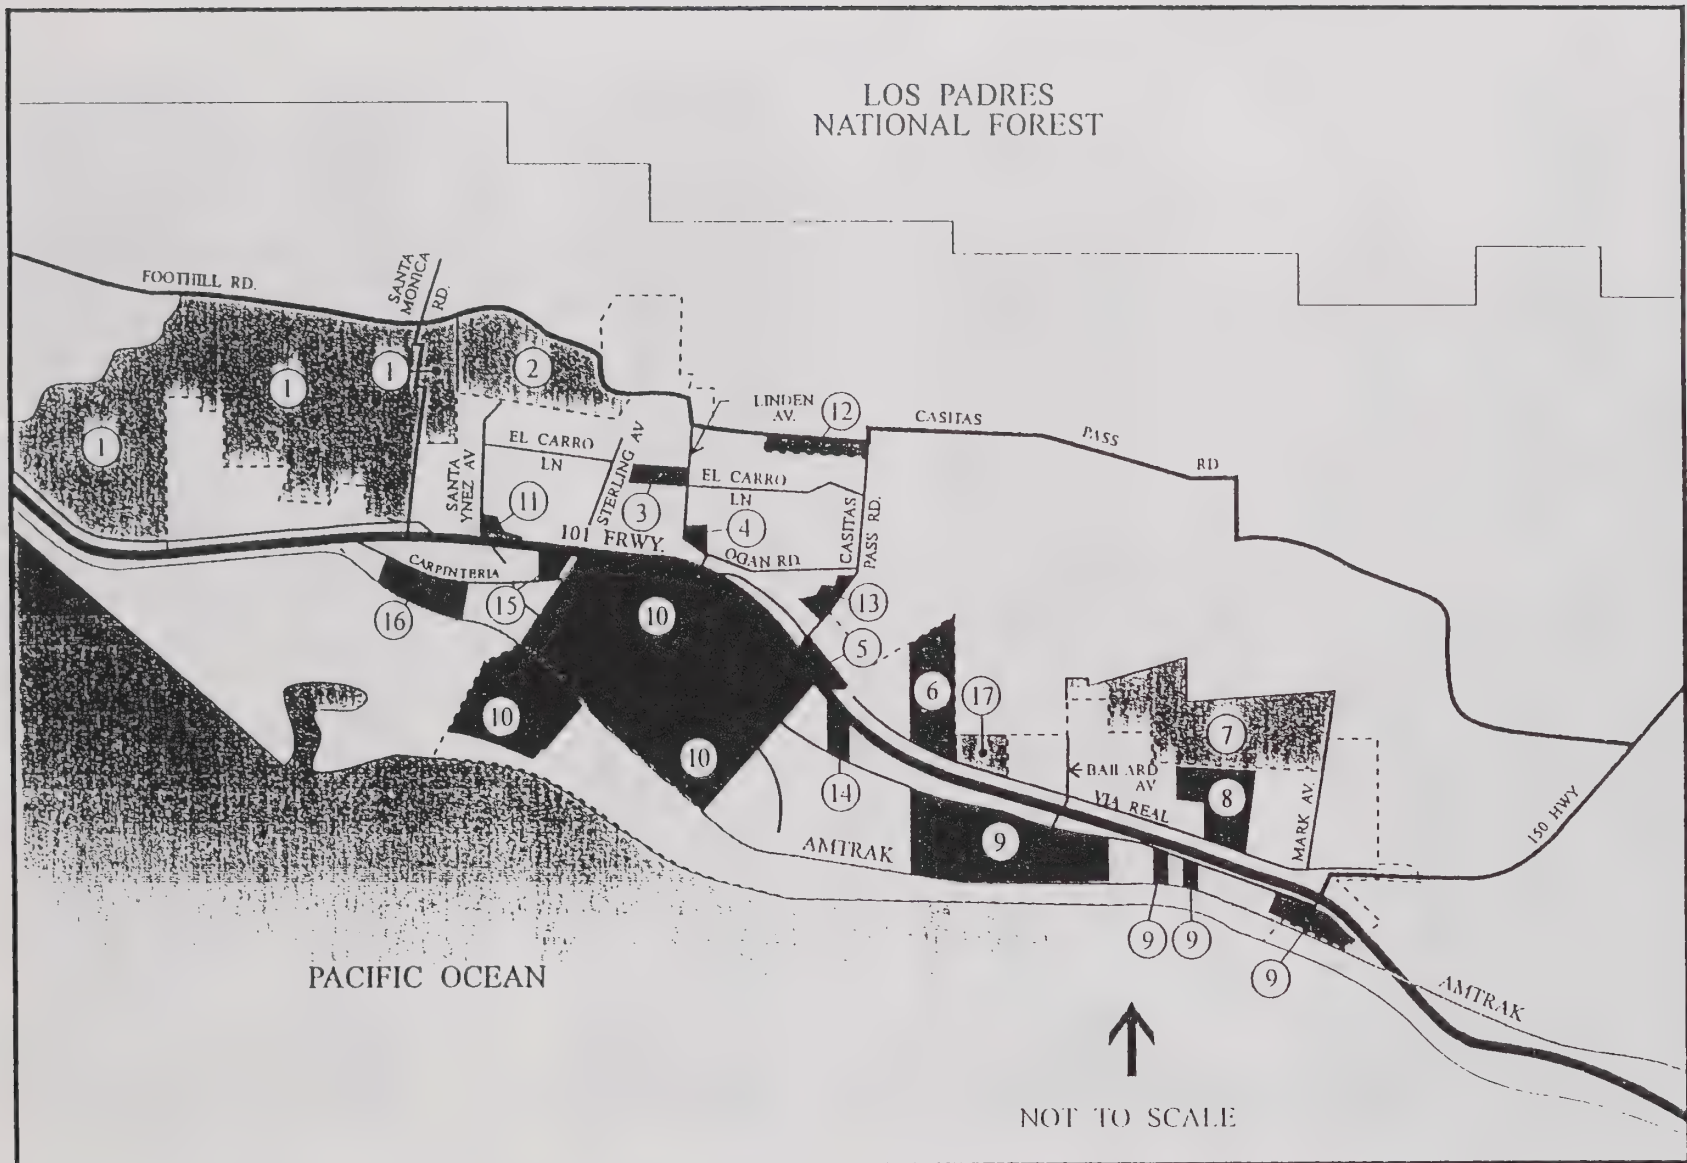 LOS PADRES
NATIONAL FOREST
FOOTHILL RD.
SANTA
MONICA
RD.
1
1
1
2
LINDEN
AV.
12
CASITAS
PASS
RD
EL CARRO
LN
SANTA
YNEZ AV
STERLING AV
EL CARRO
LN
11
3
4
101 FRWY.
OGAN RD.
CASITAS
PASS RD.
CARPINTERIA
16
15
10
13
5
10
10
6
17
7
14
BAILARD
AV
VIA REAL
8
MARK AV.
150 HWY
AMTRAK
9
9
9
9
PACIFIC OCEAN
AMTRAK
NOT TO SCALE